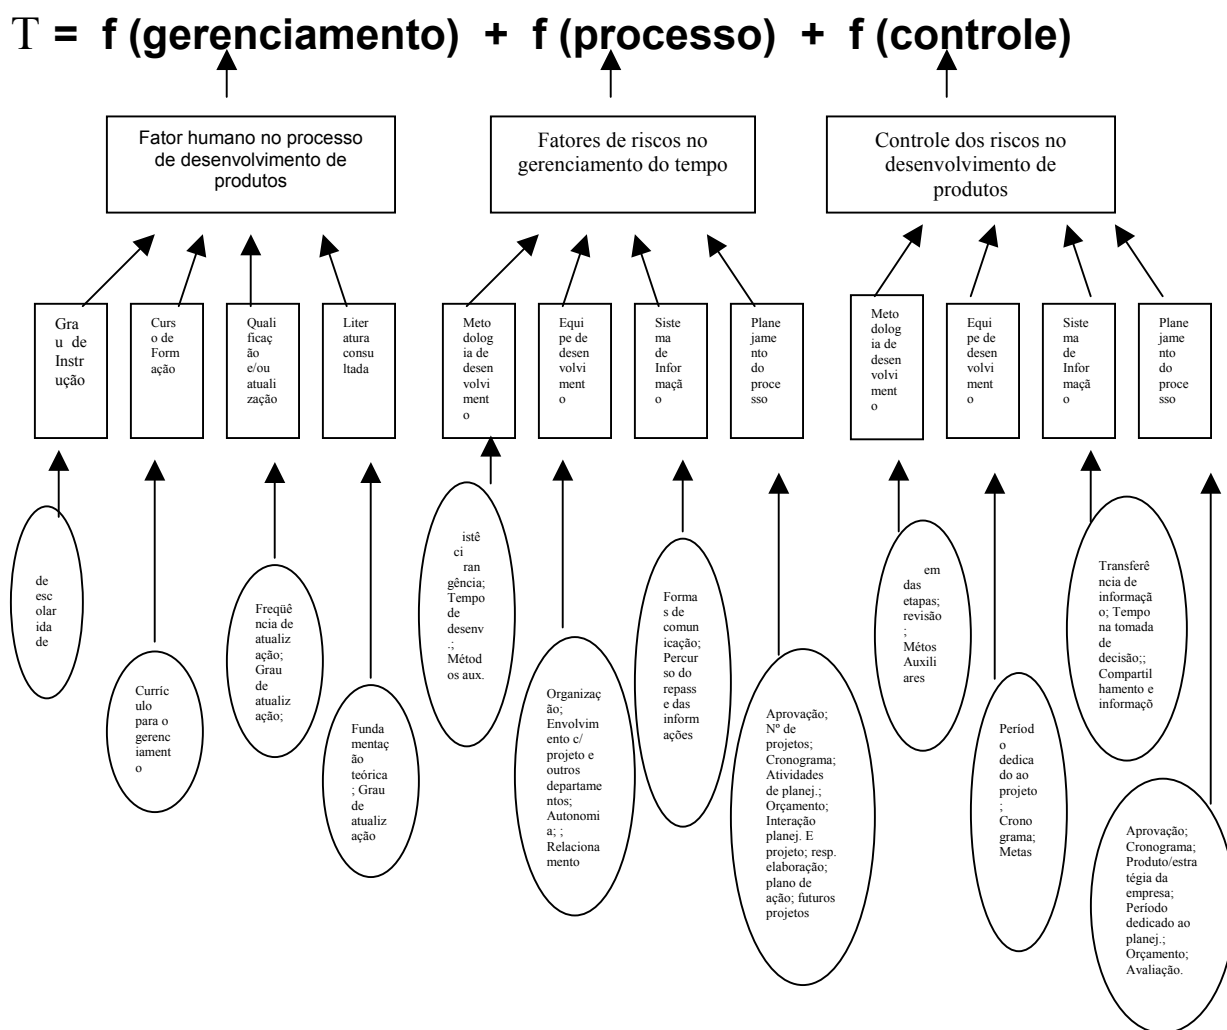 T = f (gerenciamento) + f (processo) + f (controle)
Fator humano no processo
de desenvolvimento de
produtos
Fatores de riscos no
gerenciamento do tempo
Controle dos riscos no
desenvolvimento de
produtos
Gra
u de
Instr
ução
Curs
o de
Form
ação
Quali
ficaç
ão
e/ou
atuali
zação
Liter
atura
consu
ltada
Meto
dolog
ia de
desen
volvi
ment
o
Equi
pe de
desen
volvi
ment
o
Siste
ma
de
Infor
maçã
o
Plane
jame
nto
do
proce
sso
Meto
dolog
ia de
desen
volvi
ment
o
Equi
pe de
desen
volvi
ment
o
Siste
ma
de
Infor
maçã
o
Plane
jame
nto
do
proce
sso
de
esc
olar
ida
de
Curríc
ulo
para o
gerenc
iament
o
Freqüê
ncia de
atualiz
ação;
Grau
de
atualiz
ação;
Funda
mentaç
ão
teórica
; Grau
de
atualiz
ação
istê
ci
ran
gência;
Tempo
de
desenv
.;
Métod
os aux.
Organizaç
ão;
Envolvim
ento c/
projeto e
outros
departame
ntos;
Autonomi
a; ;
Relaciona
mento
Forma
s de
comu
nicação;
Percur
so do
repass
e das
inform
ações
Aprovação;
Nº de
projetos;
Cronograma;
Atividades
de planej.;
Orçamento;
Interação
planej. E
projeto; resp.
elaboração;
plano de
ação; futuros
projetos
em
das
etapas;
revisão
;
Métos
Auxili
ares
Períod
o
dedica
do ao
projeto
;
Crono
grama;
Metas
Transferê
ncia de
informaçã
o; Tempo
na tomada
de
decisão;;
Compartil
hamento e
informaçõ
Aprovação;
Cronograma;
Produto/estra
tégia da
empresa;
Período
dedicado ao
planej.;
Orçamento;
Avaliação.